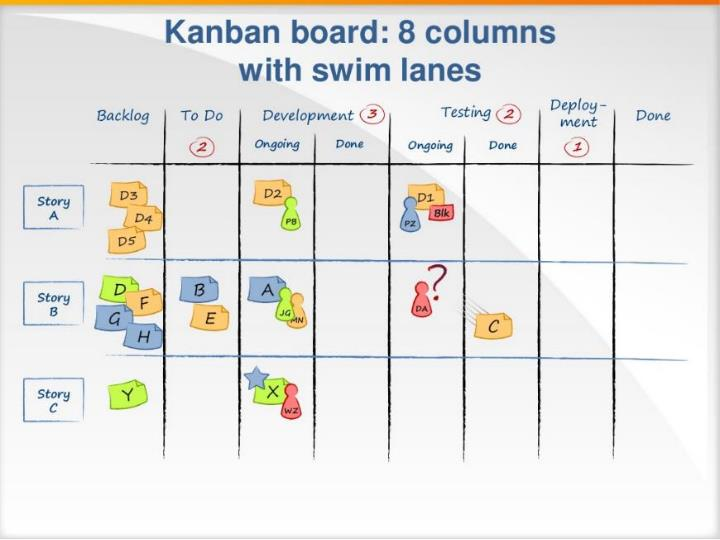 Kanban board: 8 columns
with swim lanes
Backlog To Do Development 3 Testing 2 Deploy-
ment Done
2 Ongoing Done Ongoing Done 1
Story
A
D3
D4
D5
D2
PB
D1
PZ
Blk
Story
B
D
F
G
H
B
E
A
JG
MN
?
DA
C
Story
C
Y
X
WZ